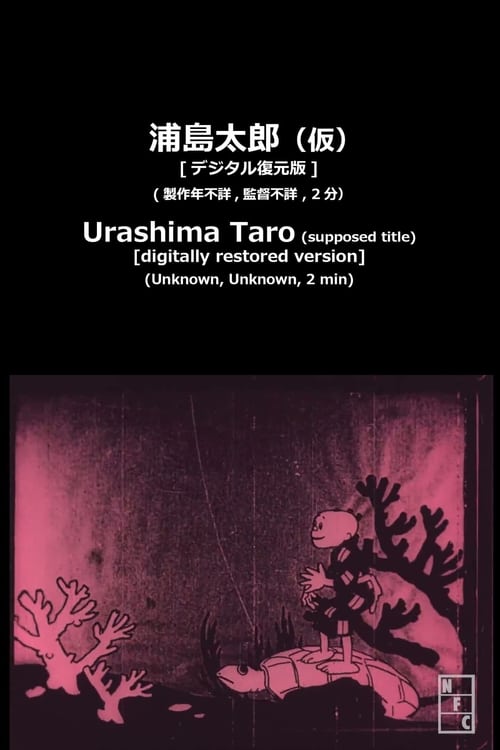 浦島太郎（仮）
[ デジタル復元版 ]
( 製作年不詳 , 監督不詳 , 2 分）
Urashima Taro (supposed title)
[digitally restored version]
(Unknown, Unknown, 2 min)
N
F
C